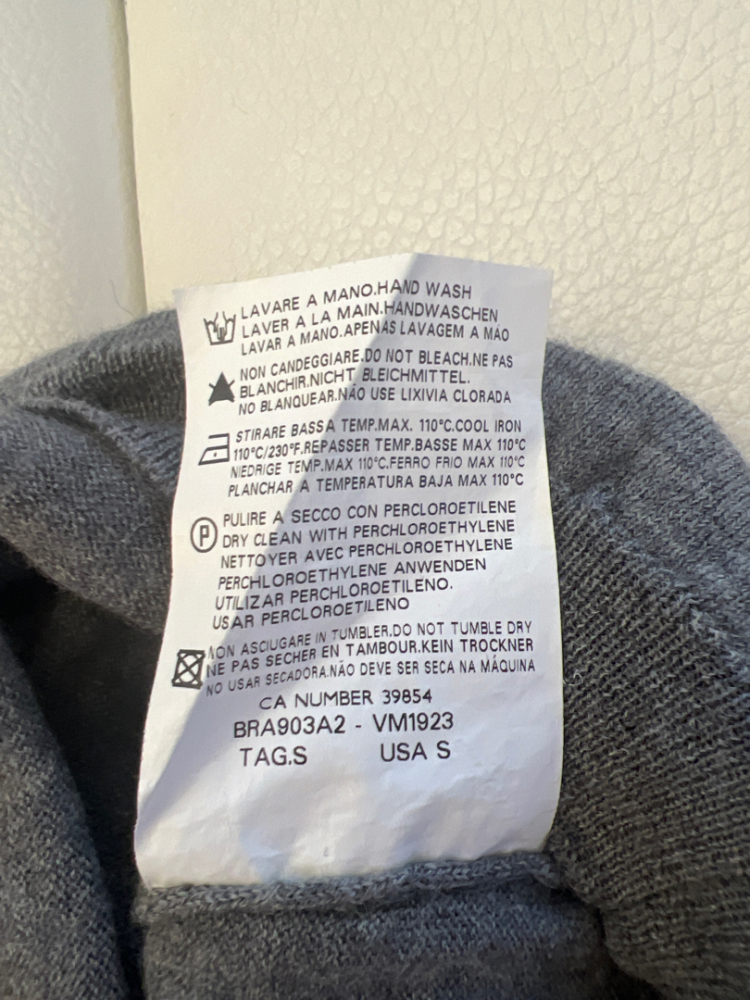 LAVARE A MANO.HAND WASH
LAVER A LA MAIN.HANDWASCHEN
LAVAR A MANO.APENAS LAVAGEM A MÃO
NON CANDEGGIARE.DO NOT BLEACH.NE PAS
BLANCHIR.NICHT BLEICHMITTEL.
NO BLANQUEAR.NÃO USE LIXIVIA CLORADA
STIRARE BASSA TEMP.MAX. 110°C.COOL IRON
110°C/230°F.REPASSER TEMP.BASSE MAX 110°C
NIEDRIGE TEMP.MAX 110°C.FERRO FRIO MAX 110°C
PLANCHAR A TEMPERATURA BAJA MAX 110°C
P
PULIRE A SECCO CON PERCLOROETILENE
DRY CLEAN WITH PERCHLOROETHYLENE
NETTOYER AVEC PERCHLOROETHYLENE
PERCHLOROETHYLENE ANWENDEN
UTILIZAR PERCHLOROETILENO.
USAR PERCLOROETILENO
NON ASCIUGARE IN TUMBLER.DO NOT TUMBLE DRY
NE PAS SECHER EN TAMBOUR.KEIN TROCKNER
NO USAR SECADORA.NÃO DEVE SER SECA NA MÁQUINA
CA NUMBER 39854
BRA903A2 - VM1923
TAG.S USA S